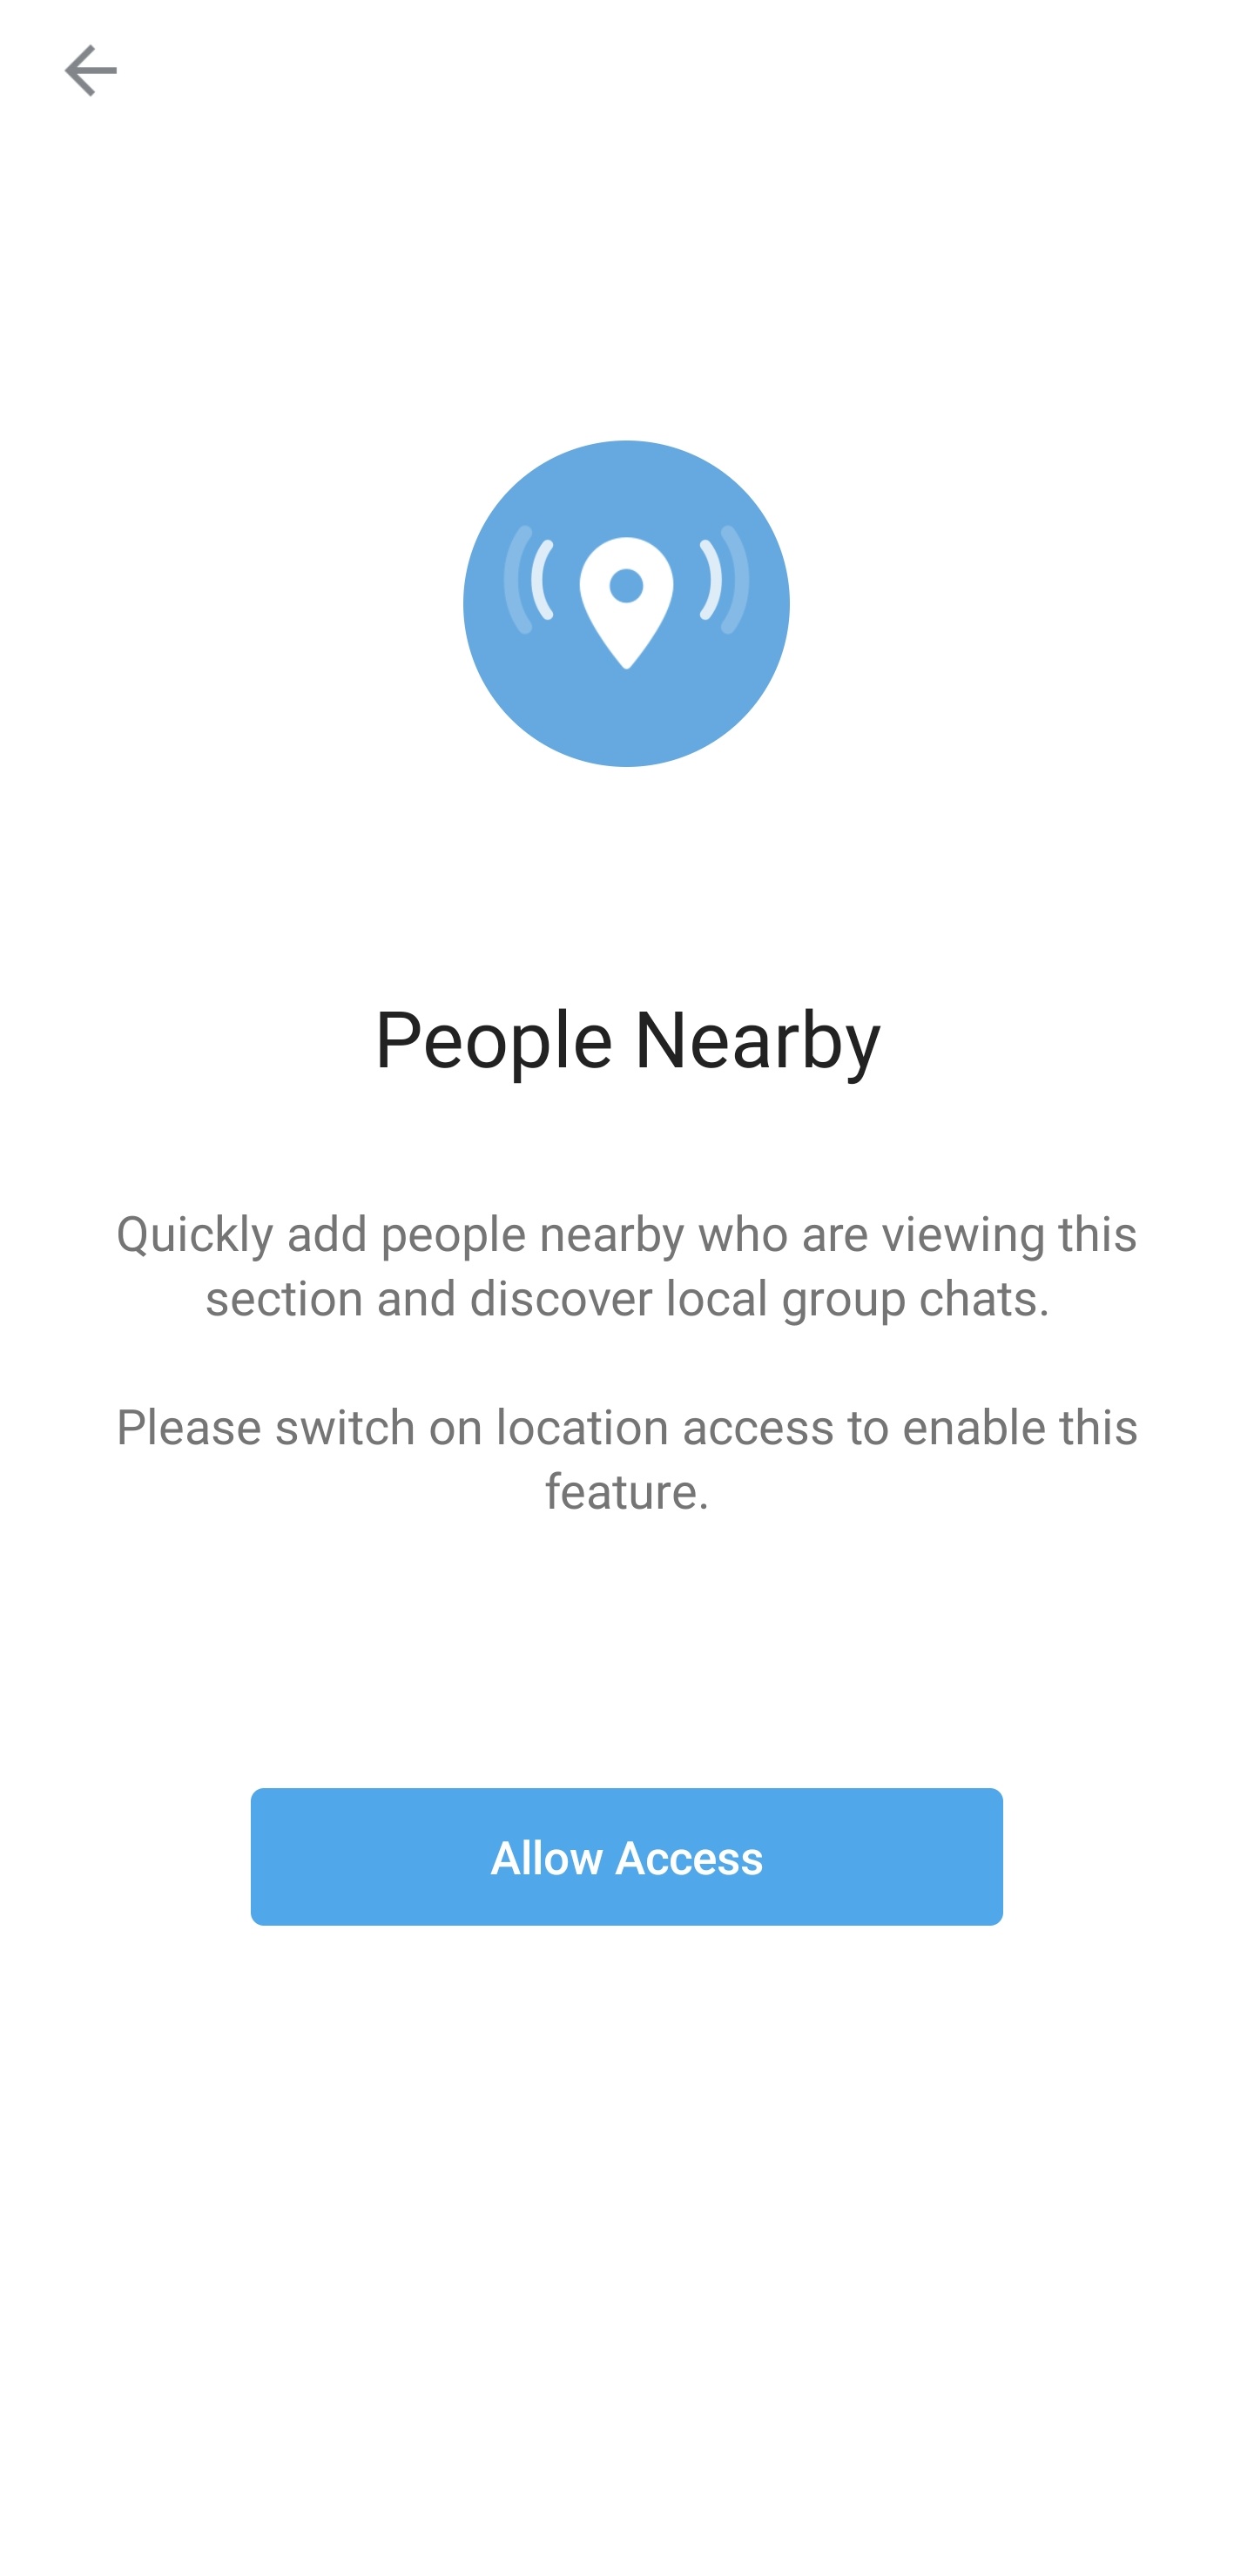 People Nearby
Quickly add people nearby who are viewing this
section and discover local group chats.
Please switch on location access to enable this
feature.
Allow Access